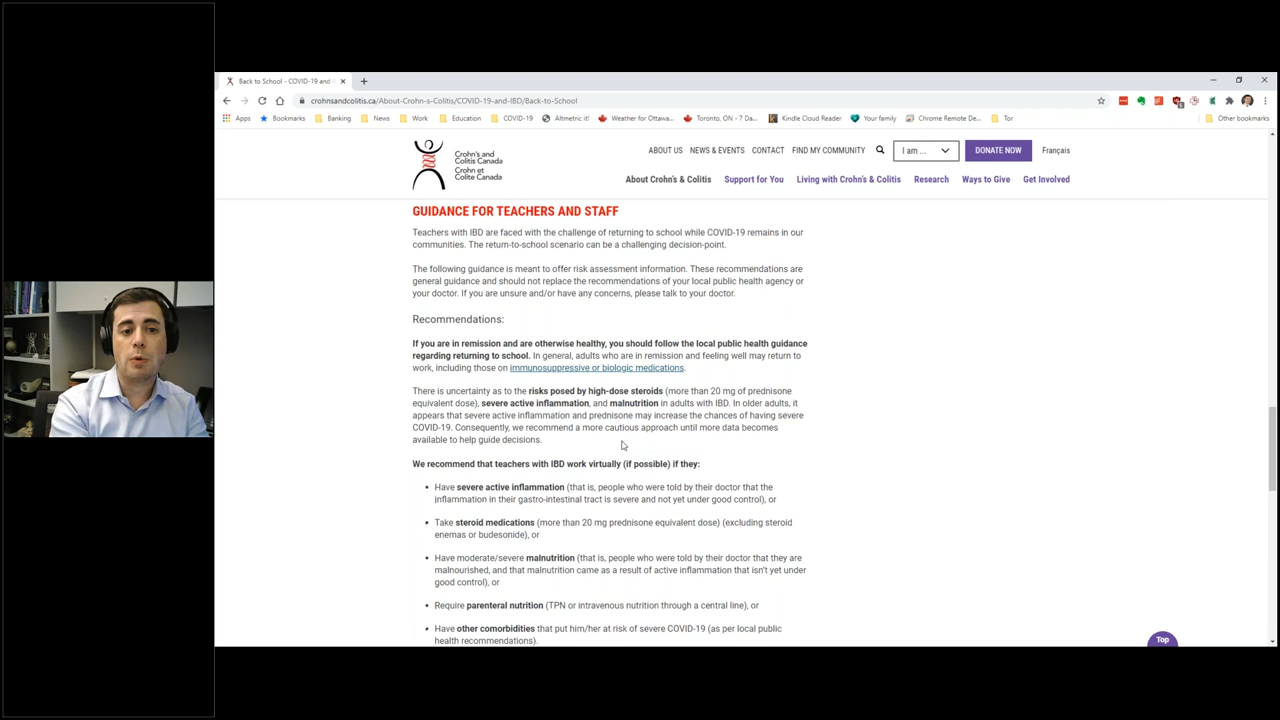 Back to School - COVID-19 and
crohnsandcolitis.ca/About-Crohn-s-Colitis/COVID-19-and-IBD/Back-to-School
Apps Bookmarks Banking News Work Education COVID-19 Altmetric it! Weather for Ottawa... Toronto, ON - 7 Da... Kindle Cloud Reader Your family Chrome Remote De... Tor Other bookmarks
Crohn's and
Colitis Canada
Crohn et
Colite Canada
ABOUT US NEWS & EVENTS CONTACT FIND MY COMMUNITY I am ... DONATE NOW Français
About Crohn's & Colitis Support for You Living with Crohn's & Colitis Research Ways to Give Get Involved
GUIDANCE FOR TEACHERS AND STAFF
Teachers with IBD are faced with the challenge of returning to school while COVID-19 remains in our
communities. The return-to-school scenario can be a challenging decision-point.
The following guidance is meant to offer risk assessment information. These recommendations are
general guidance and should not replace the recommendations of your local public health agency or
your doctor. If you are unsure and/or have any concerns, please talk to your doctor.
Recommendations:
If you are in remission and are otherwise healthy, you should follow the local public health guidance
regarding returning to school. In general, adults who are in remission and feeling well may return to
work, including those on immunosuppressive or biologic medications.
There is uncertainty as to the risks posed by high-dose steroids (more than 20 mg of prednisone
equivalent dose), severe active inflammation, and malnutrition in adults with IBD. In older adults, it
appears that severe active inflammation and prednisone may increase the chances of having severe
COVID-19. Consequently, we recommend a more cautious approach until more data becomes
available to help guide decisions.
We recommend that teachers with IBD work virtually (if possible) if they:
• Have severe active inflammation (that is, people who were told by their doctor that the
inflammation in their gastro-intestinal tract is severe and not yet under good control), or
• Take steroid medications (more than 20 mg prednisone equivalent dose) (excluding steroid
enemas or budesonide), or
• Have moderate/severe malnutrition (that is, people who were told by their doctor that they are
malnourished, and that malnutrition came as a result of active inflammation that isn't yet under
good control), or
• Require parenteral nutrition (TPN or intravenous nutrition through a central line), or
• Have other comorbidities that put him/her at risk of severe COVID-19 (as per local public
health recommendations).
Top